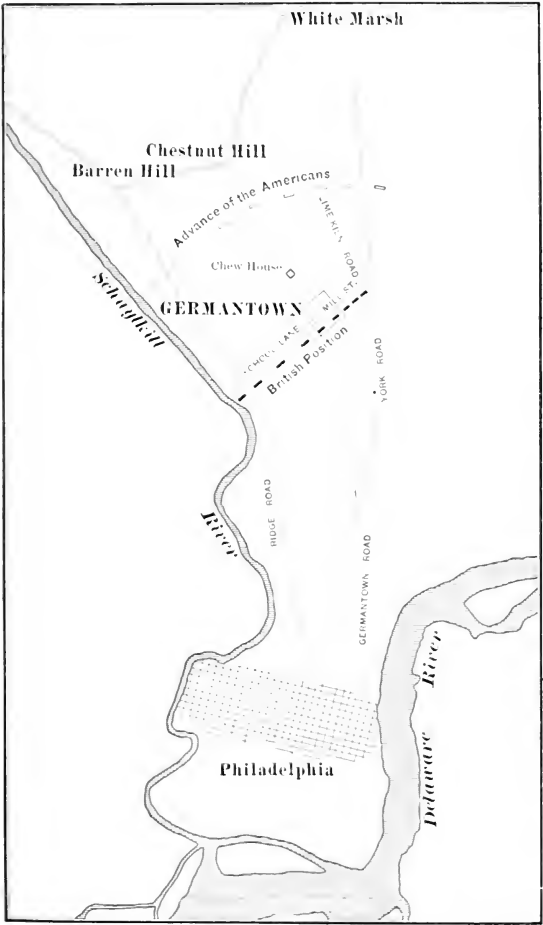 White Marsh
Chestnut Hill
Barren Hill
Advance of the Americans
LIME KILN ROAD
Chew House
Schuylkill
GERMANTOWN
MILL ST.
SCHOOL LANE
British Position
YORK ROAD
RIDGE ROAD
River
GERMANTOWN ROAD
River
Philadelphia
Delaware